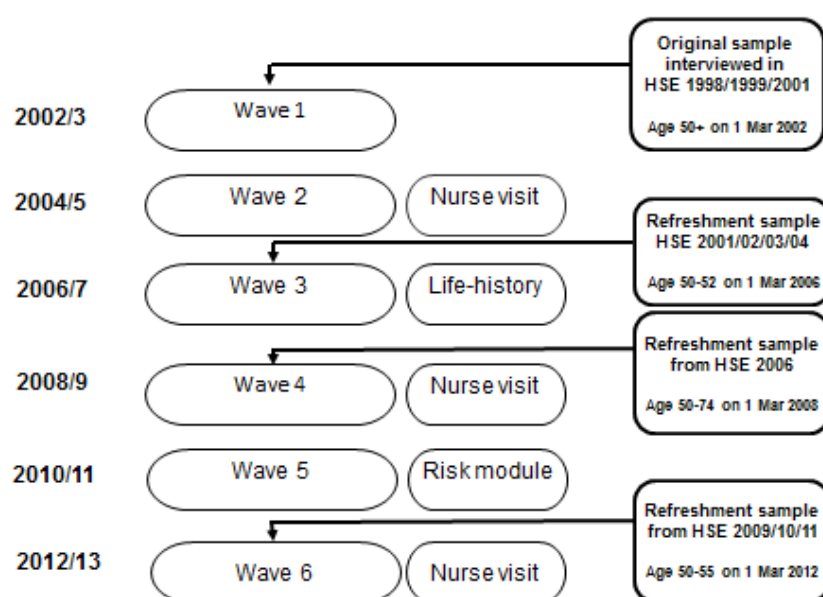 Original sample
interviewed in
HSE 1998/1999/2001
Age 50+ on 1 Mar 2002
2002/3
Wave 1
2004/5
Wave 2
Nurse visit
Refreshment sample
HSE 2001/02/03/04
Age 50-52 on 1 Mar 2006
2006/7
Wave 3
Life-history
Refreshment sample
from HSE 2006
Age 50-74 on 1 Mar 2008
2008/9
Wave 4
Nurse visit
2010/11
Wave 5
Risk module
Refreshment sample
from HSE 2009/10/11
Age 50-55 on 1 Mar 2012
2012/13
Wave 6
Nurse visit